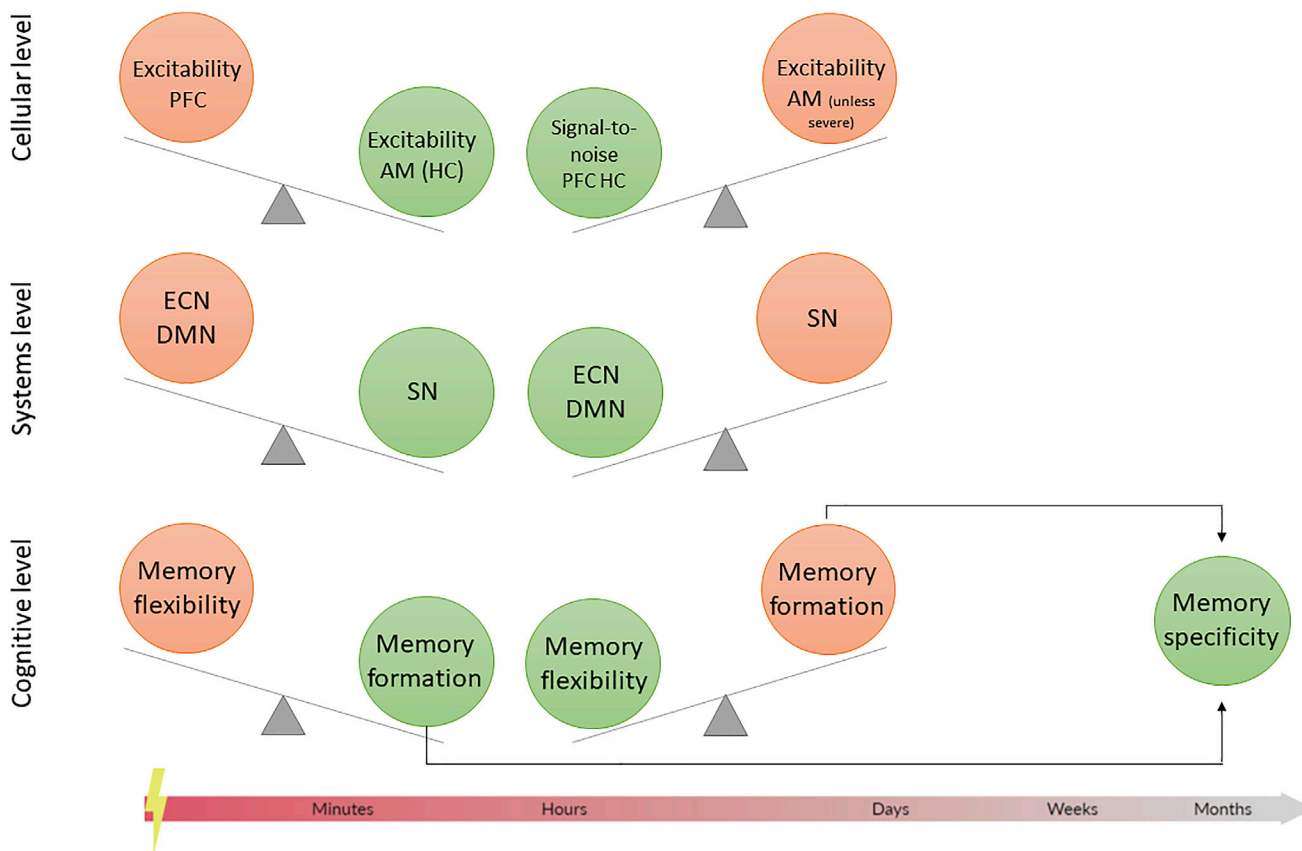 Cellular level
Excitability
PFC
Excitability
AM (HC)
Signal-to-
noise
PFC HC
Excitability
AM (unless
severe)
Systems level
ECN
DMN
SN
ECN
DMN
SN
Cognitive level
Memory
flexibility
Memory
formation
Memory
flexibility
Memory
formation
Memory
specificity
Minutes
Hours
Days
Weeks
Months